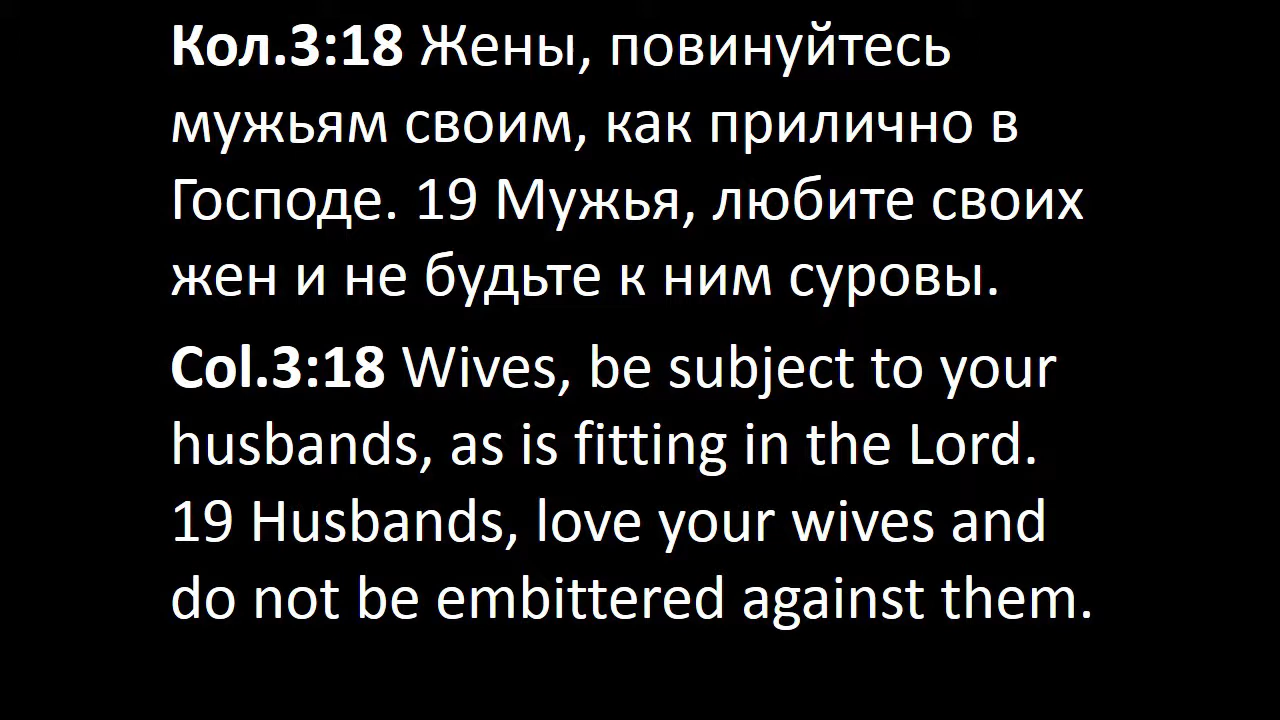 Кол.3:18 Жены, повинуйтесь
мужьям своим, как прилично в
Господе. 19 Мужья, любите своих
жен и не будьте к ним суровы.
Col.3:18 Wives, be subject to your
husbands, as is fitting in the Lord.
19 Husbands, love your wives and
do not be embittered against them.